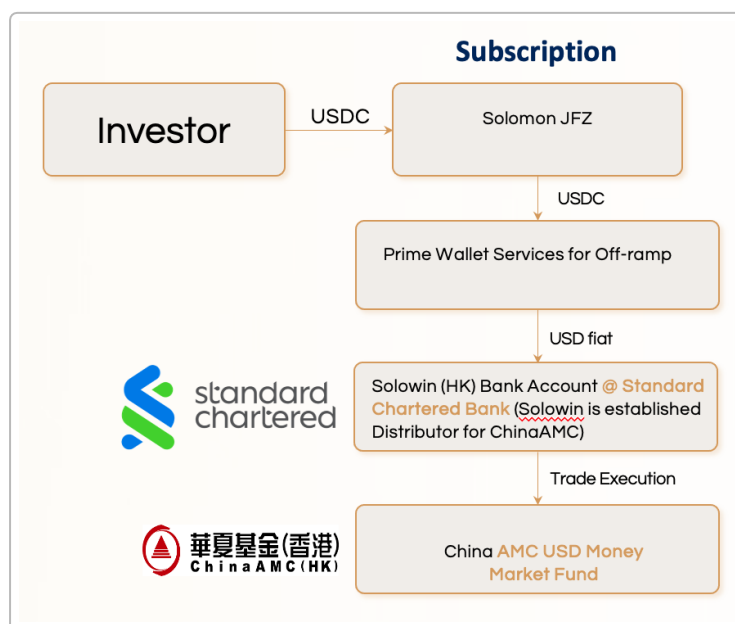 Subscription
Investor
USDC
Solomon JFZ
USDC
Prime Wallet Services for Off-ramp
USD fiat
standard
chartered
Solowin (HK) Bank Account @ Standard
Chartered Bank (Solowin is established
Distributor for ChinaAMC)
Trade Execution
華夏基金(香港)
ChinaAMC(HK)
China AMC USD Money
Market Fund